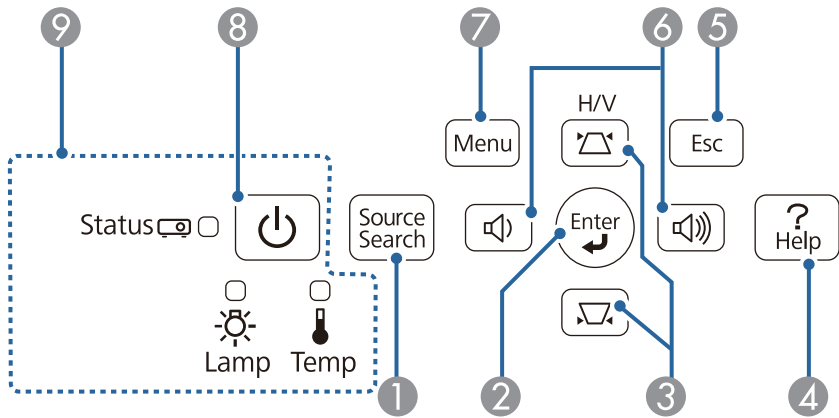 9
8
7
6
5
H/V
Menu
Esc
Status
Source
Search
Enter
?
Help
Lamp
Temp
1
2
3
4